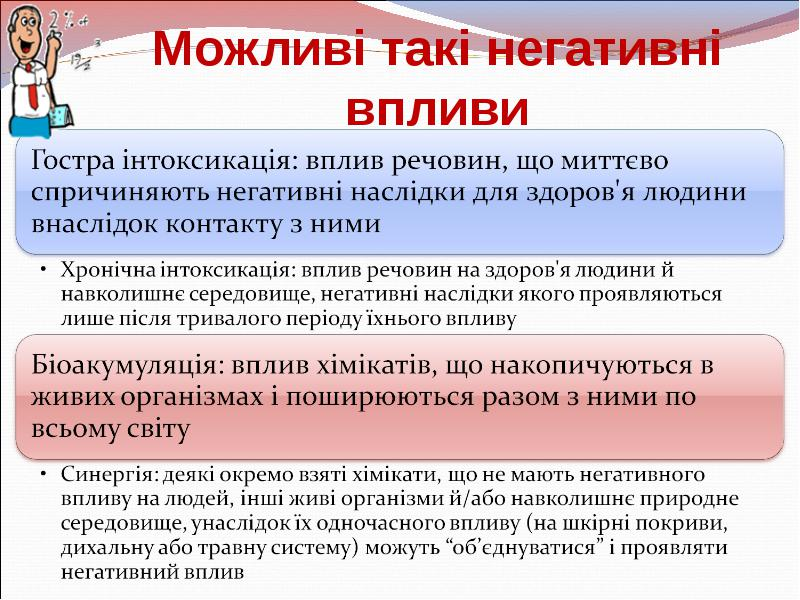 Можливі такі негативні
впливи
Гостра інтоксикація: вплив речовин, що миттєво
спричиняють негативні наслідки для здоров'я людини
внаслідок контакту з ними
• Хронічна інтоксикація: вплив речовин на здоров'я людини й
навколишнє середовище, негативні наслідки якого проявляються
лише після тривалого періоду їхнього впливу
Біоакумуляція: вплив хімікатів, що накопичуються в
живих організмах і поширюються разом з ними по
всьому світу
• Синергія: деякі окремо взяті хімікати, що не мають негативного
впливу на людей, інші живі організми й/або навколишнє природне
середовище, унаслідок їх одночасного впливу (на шкірні покриви,
дихальну або травну систему) можуть “об’єднуватися” і проявляти
негативний вплив